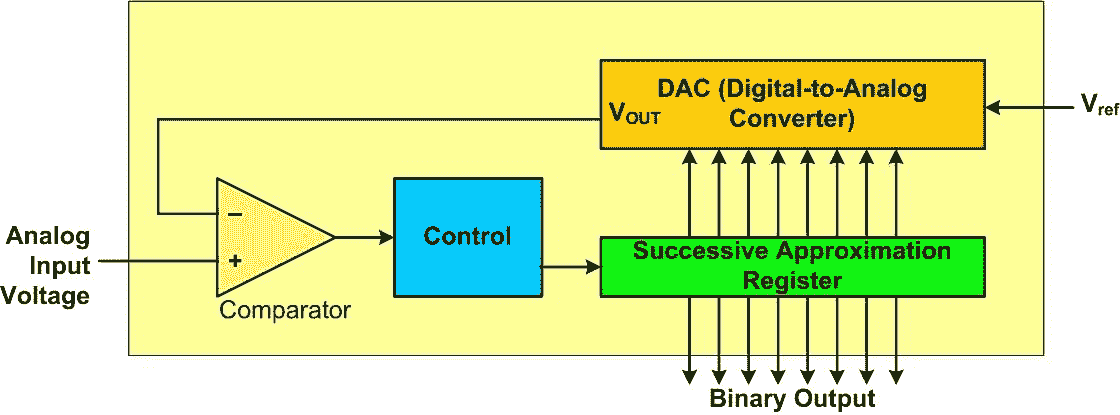 DAC (Digital-to-Analog
Converter)
VOUT
Vref
Analog
Input
Voltage
−
+
Comparator
Control
Successive Approximation
Register
Binary Output